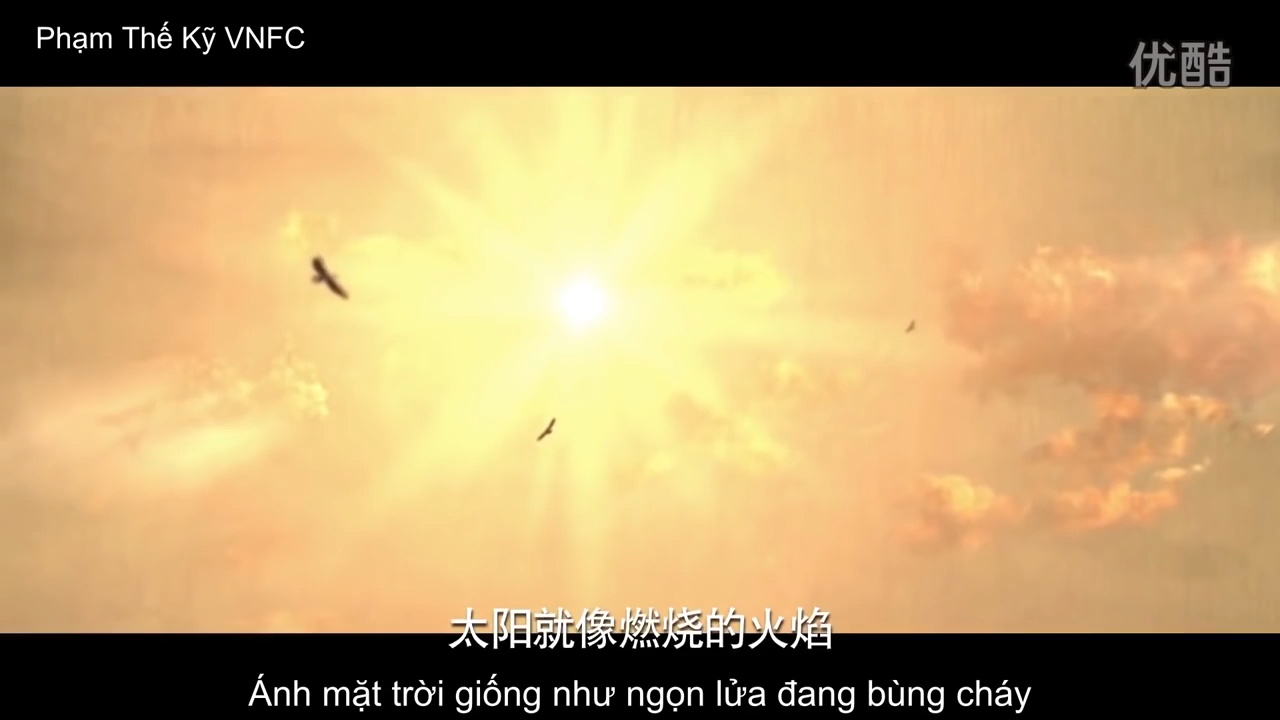 Phạm Thế Kỹ VNFC
优酷
太阳就像燃烧的火焰
Ánh mặt trời giống như ngọn lửa đang bùng cháy